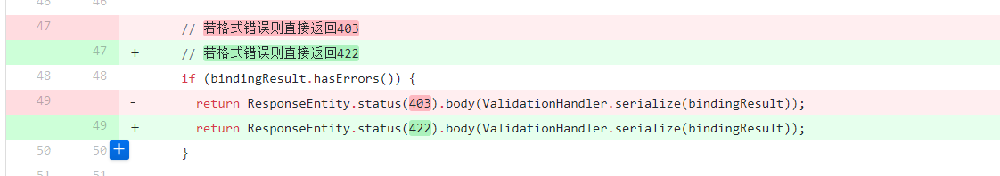 46 46
47 - // 若格式错误则直接返回403
47 + // 若格式错误则直接返回422
48 48 if (bindingResult.hasErrors()) {
49 - return ResponseEntity.status(403).body(ValidationHandler.serialize(bindingResult));
49 + return ResponseEntity.status(422).body(ValidationHandler.serialize(bindingResult));
50 50 + }
51 51